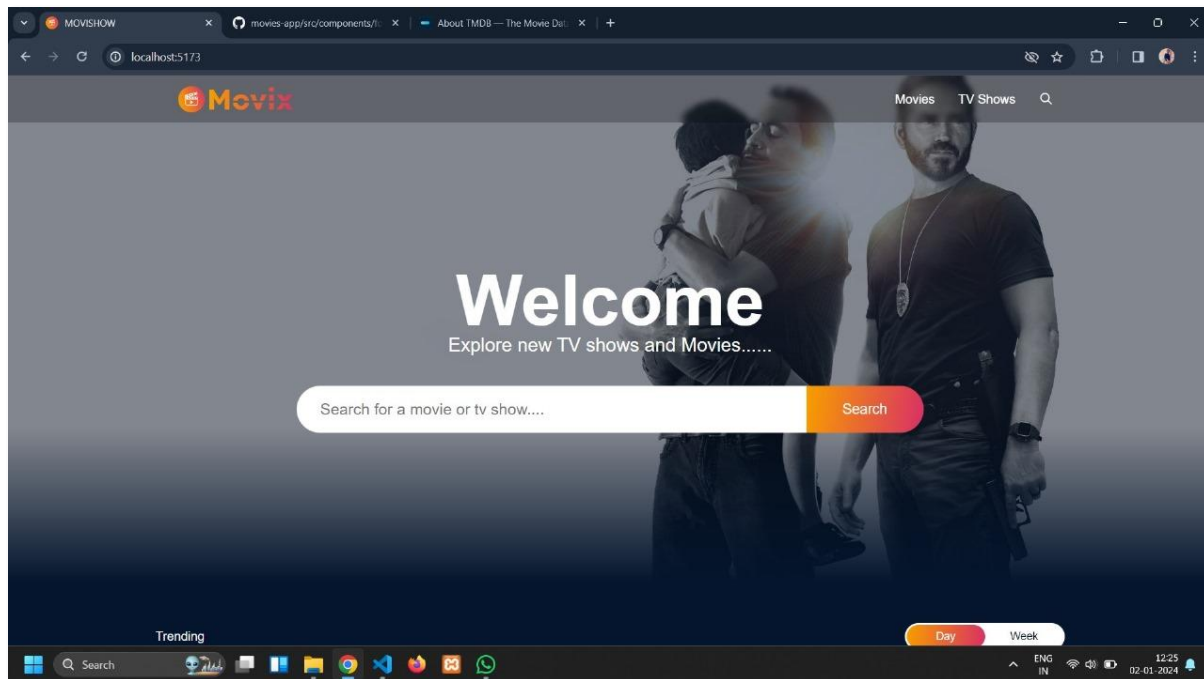 MOVISHOW
movies-app/src/components/fo
About TMDB — The Movie Dat
localhost:5173
Movix
Movies TV Shows
Welcome
Explore new TV shows and Movies......
Search for a movie or tv show....
Search
Trending
Day Week
Search
ENG
IN
12:25
02-01-2024